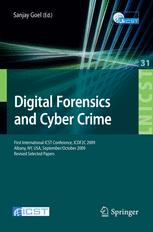 Sanjay Goel (Ed.)
31
LNICST
Digital Forensics
and Cyber Crime
First International ICST Conference, ICDF2C 2009
Albany, NY, USA, September/October 2009
Revised Selected Papers
ICST
Springer